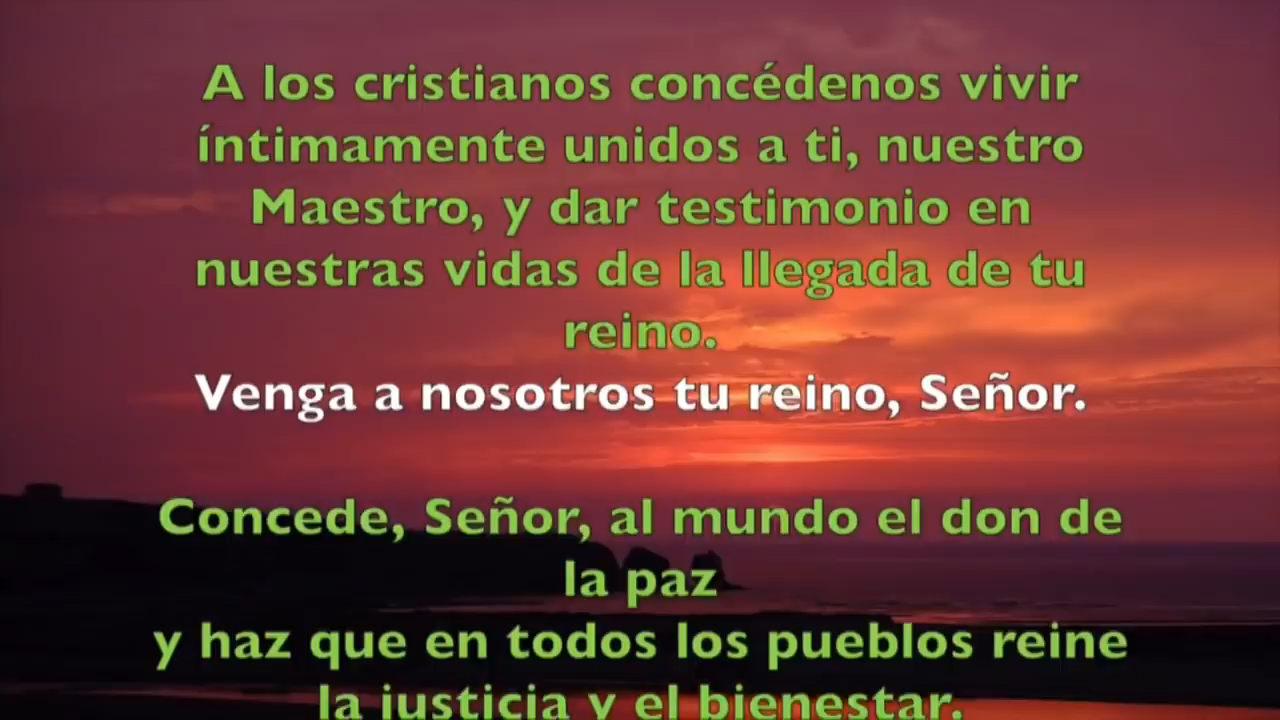 A los cristianos concédenos vivir
íntimamente unidos a ti, nuestro
Maestro, y dar testimonio en
nuestras vidas de la llegada de tu
reino.
Venga a nosotros tu reino, Señor.
Concede, Señor, al mundo el don de
la paz
y haz que en todos los pueblos reine
la justicia y el bienestar.